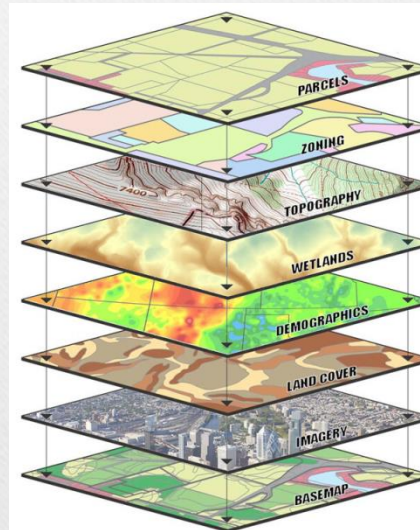 PARCELS
ZONING
7400
TOPOGRAPHY
WETLANDS
DEMOGRAPHICS
LAND COVER
IMAGERY
BASEMAP